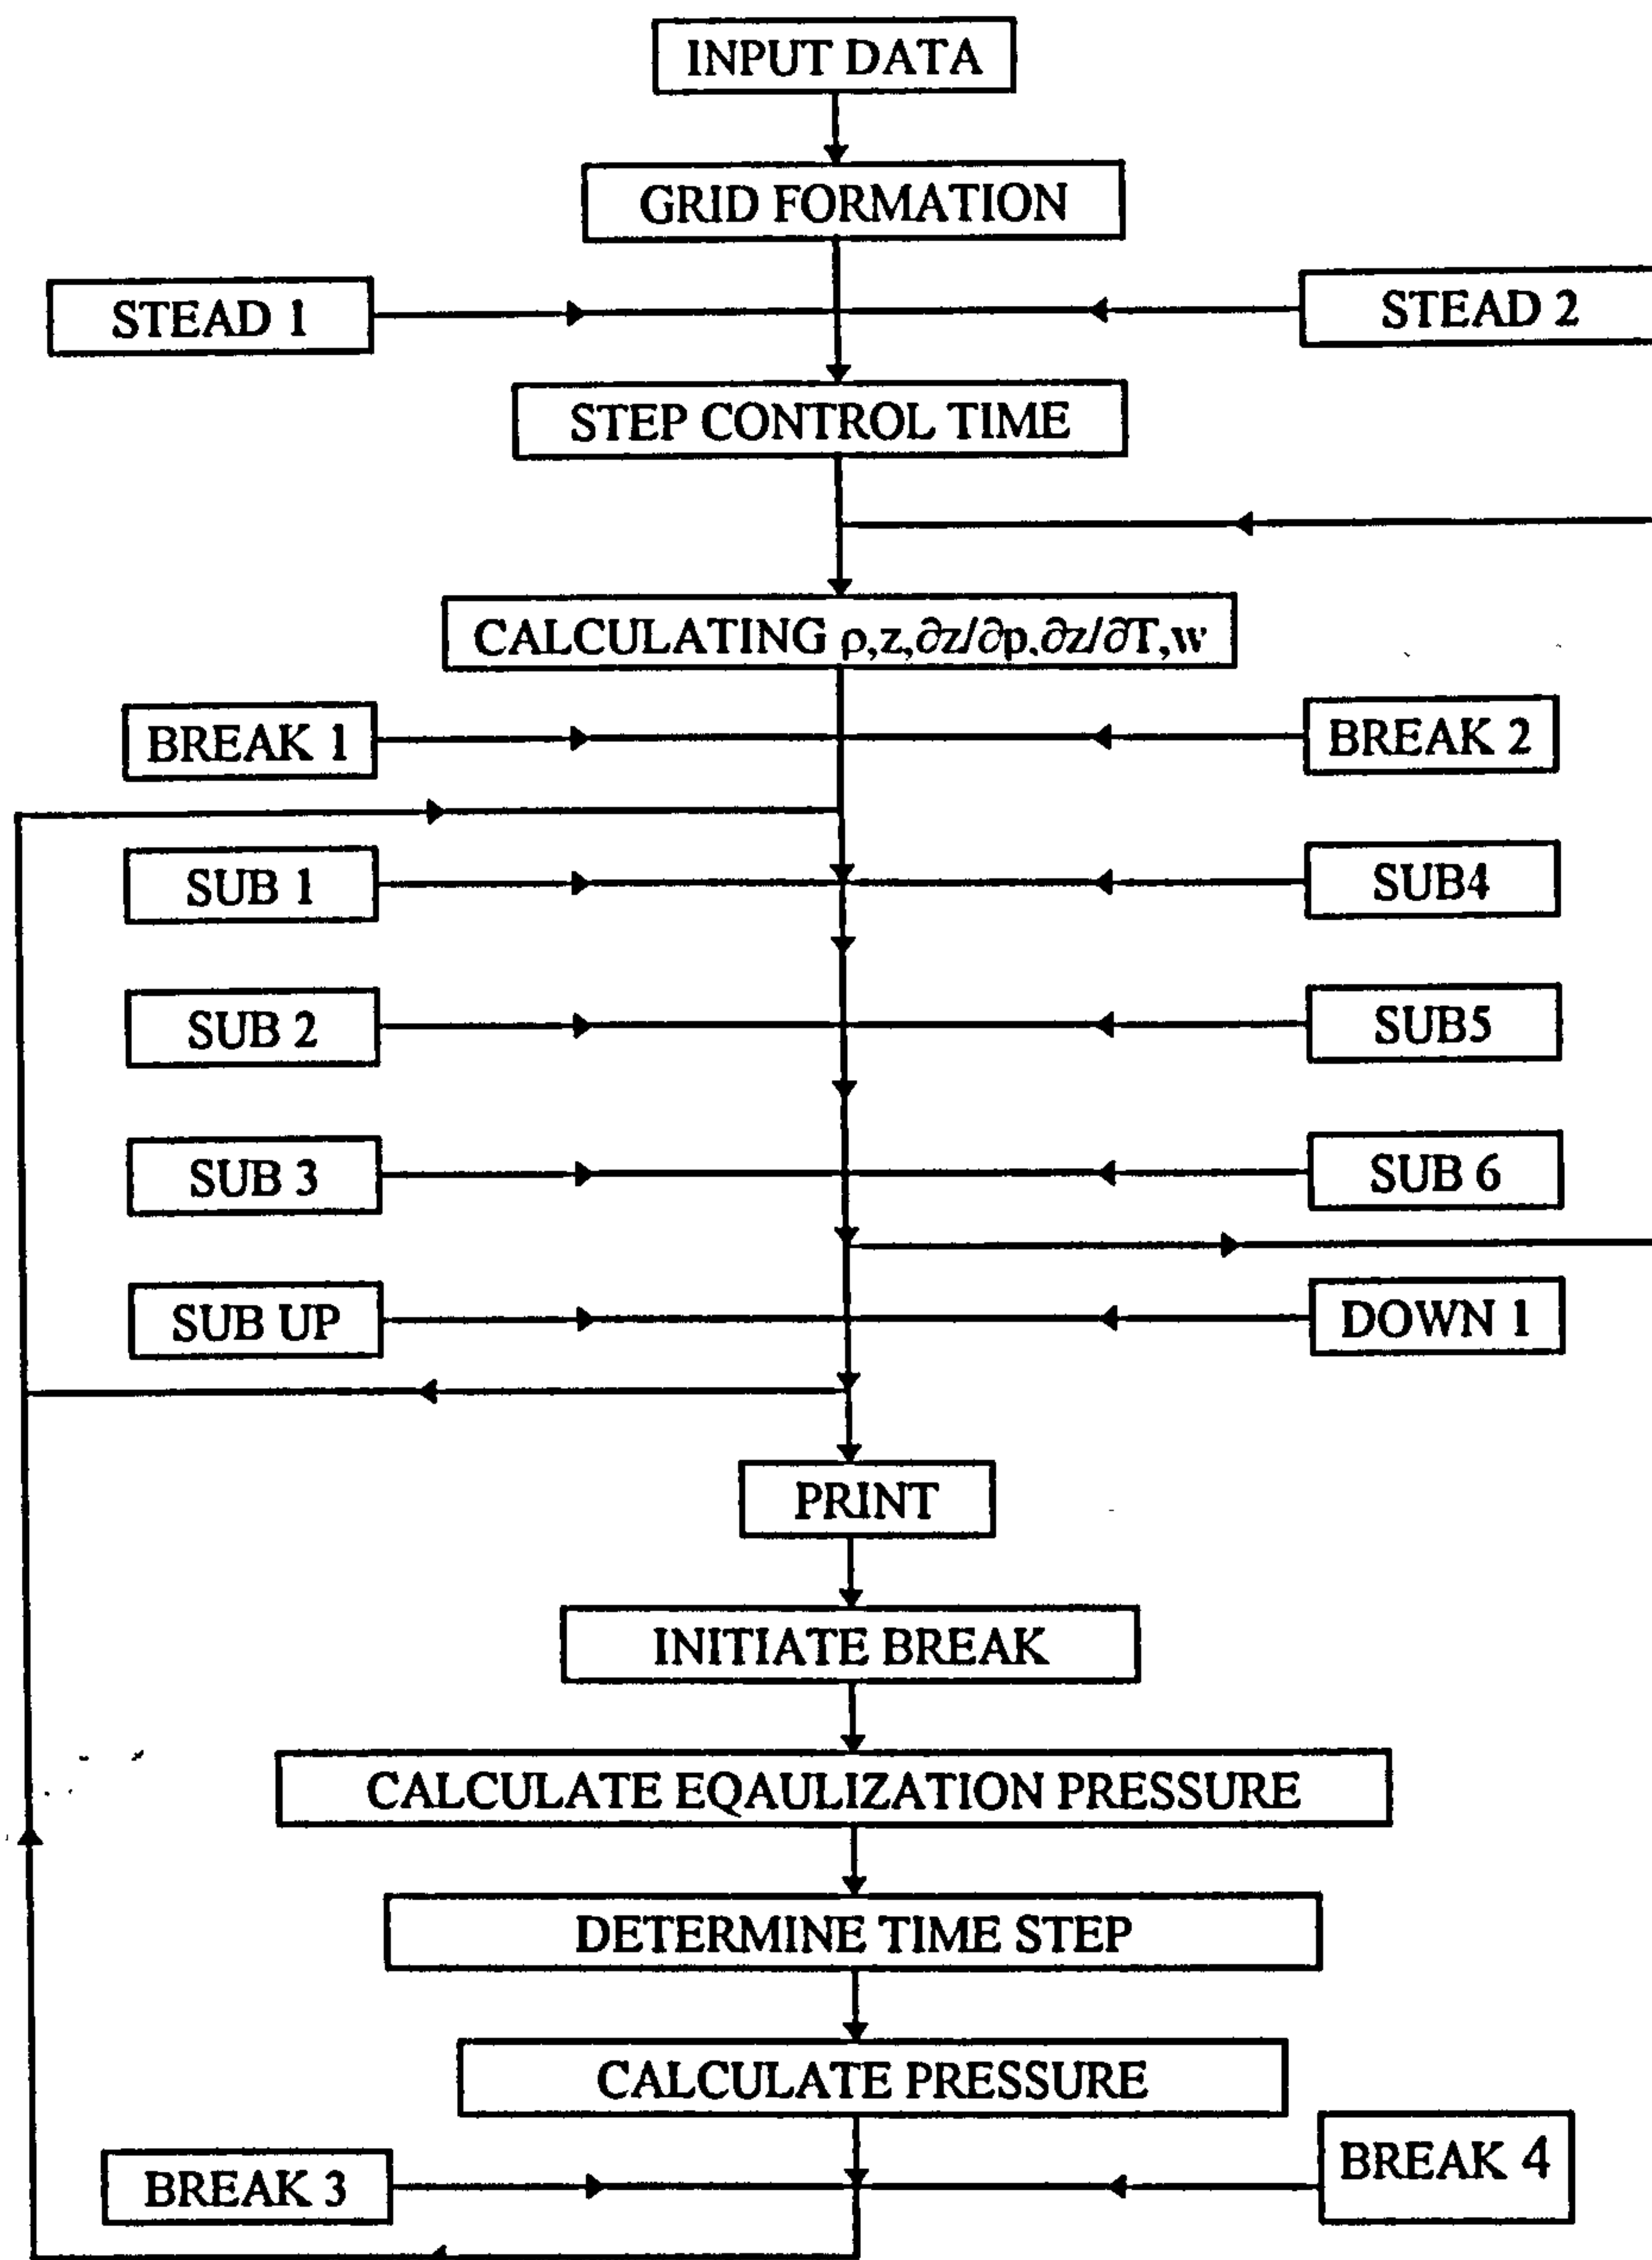 INPUT DATA
GRID FORMATION
STEAD 1
STEAD 2
STEP CONTROL TIME
CALCULATING ρ,z,∂z/∂p,∂z/∂T,w
BREAK 1
BREAK 2
SUB 1
SUB4
SUB 2
SUB5
SUB 3
SUB 6
SUB UP
DOWN 1
PRINT
INITIATE BREAK
CALCULATE EQAULIZATION PRESSURE
DETERMINE TIME STEP
CALCULATE PRESSURE
BREAK 3
BREAK 4